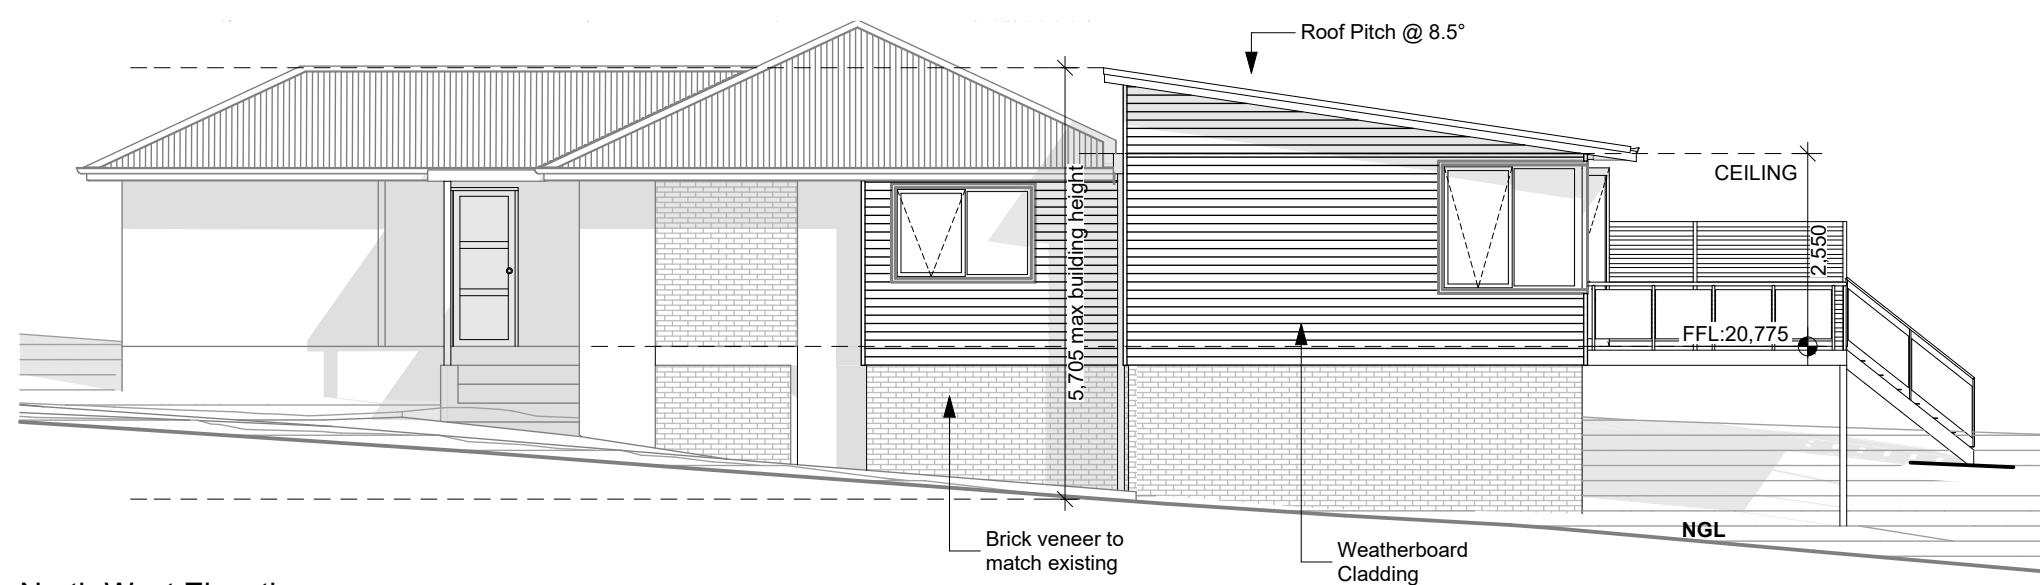 Roof Pitch @ 8.5°
CEILING
2,550
5,705 max building height
FFL:20,775
NGL
Brick veneer to
match existing
Weatherboard
Cladding